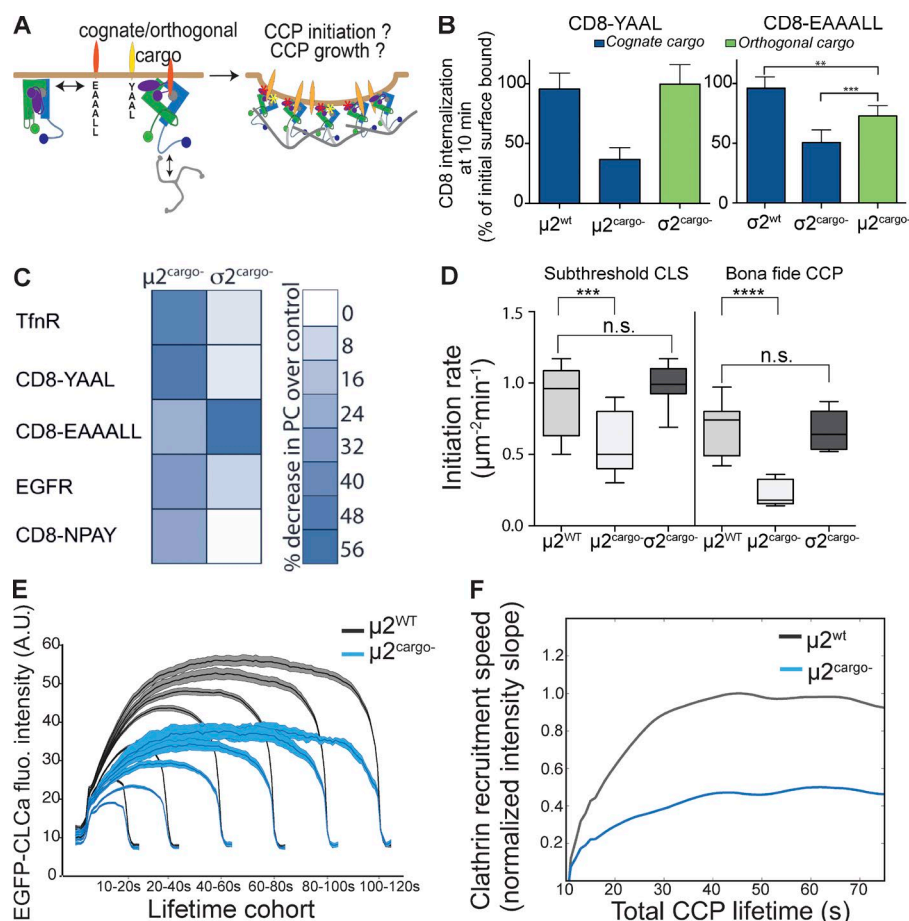 A
cognate/orthogonal
cargo
CCP initiation ?
CCP growth ?
EAAALL
YAAL
B
CD8-YAAL
CD8-EAAALL
Cognate cargo
Orthogonal cargo
CD8 internalization
at 10 min
(% of initial surface bound)
100
50
0
100
50
0
**
***
μ2wt
μ2cargo-
σ2cargo-
σ2wt
σ2cargo-
μ2cargo-
C
μ2cargo-
σ2cargo-
TfnR
CD8-YAAL
CD8-EAAALL
EGFR
CD8-NPAY
% decrease in PC over control
0
8
16
24
32
40
48
56
D
Subthreshold CLS
Bona fide CCP
***
****
n.s.
n.s.
Initiation rate
(μm-2min-1)
1.5
1.0
0.5
0.0
μ2WT
μ2cargo-
σ2cargo-
μ2WT
μ2cargo-
σ2cargo-
E
EGFP-CLCa fluo. intensity (A.U.)
60
50
40
30
20
10
0
μ2WT
μ2cargo-
10-20s
20-40s
40-60s
60-80s
80-100s
100-120s
Lifetime cohort
F
Clathrin recruitment speed
(normalized intensity slope)
1.2
1.0
0.8
0.4
0.2
μ2wt
μ2cargo-
10
20
30
40
50
60
70
Total CCP lifetime (s)